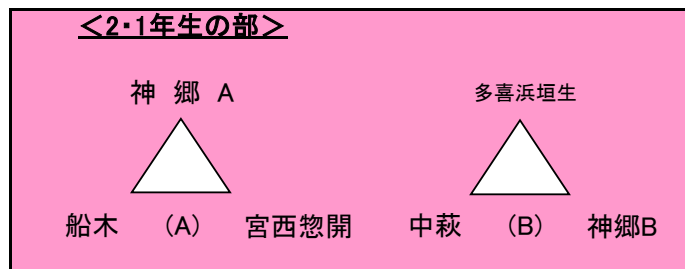 <2・1年生の部>
神 郷 A 多喜浜垣生
船木 (A) 宮西惣開 中萩 (B) 神郷B